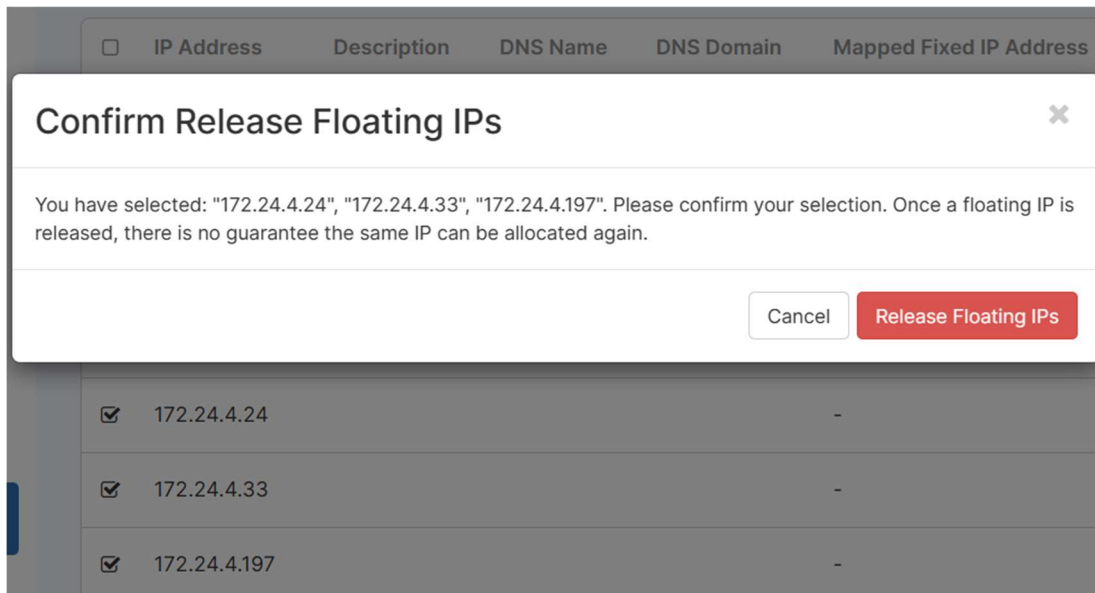 IP Address Description DNS Name DNS Domain Mapped Fixed IP Address
Confirm Release Floating IPs
You have selected: "172.24.4.24", "172.24.4.33", "172.24.4.197". Please confirm your selection. Once a floating IP is
released, there is no guarantee the same IP can be allocated again.
Cancel Release Floating IPs
172.24.4.24 -
172.24.4.33 -
172.24.4.197 -